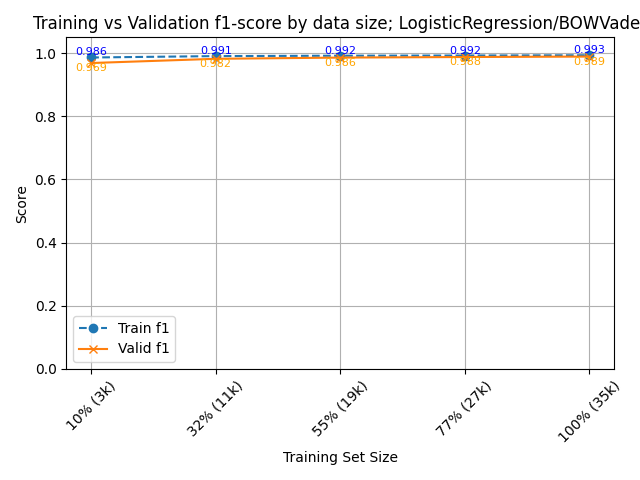 Training vs Validation f1-score by data size; LogisticRegression/BOWVade
0.986 0.991 0.992 0.992 0.993
0.969 0.982 0.986 0.988 0.989
1.0
0.8
0.6
0.4
0.2
0.0
Score
Train f1
Valid f1
10% (3k) 32% (11k) 55% (19k) 77% (27k) 100% (35k)
Training Set Size